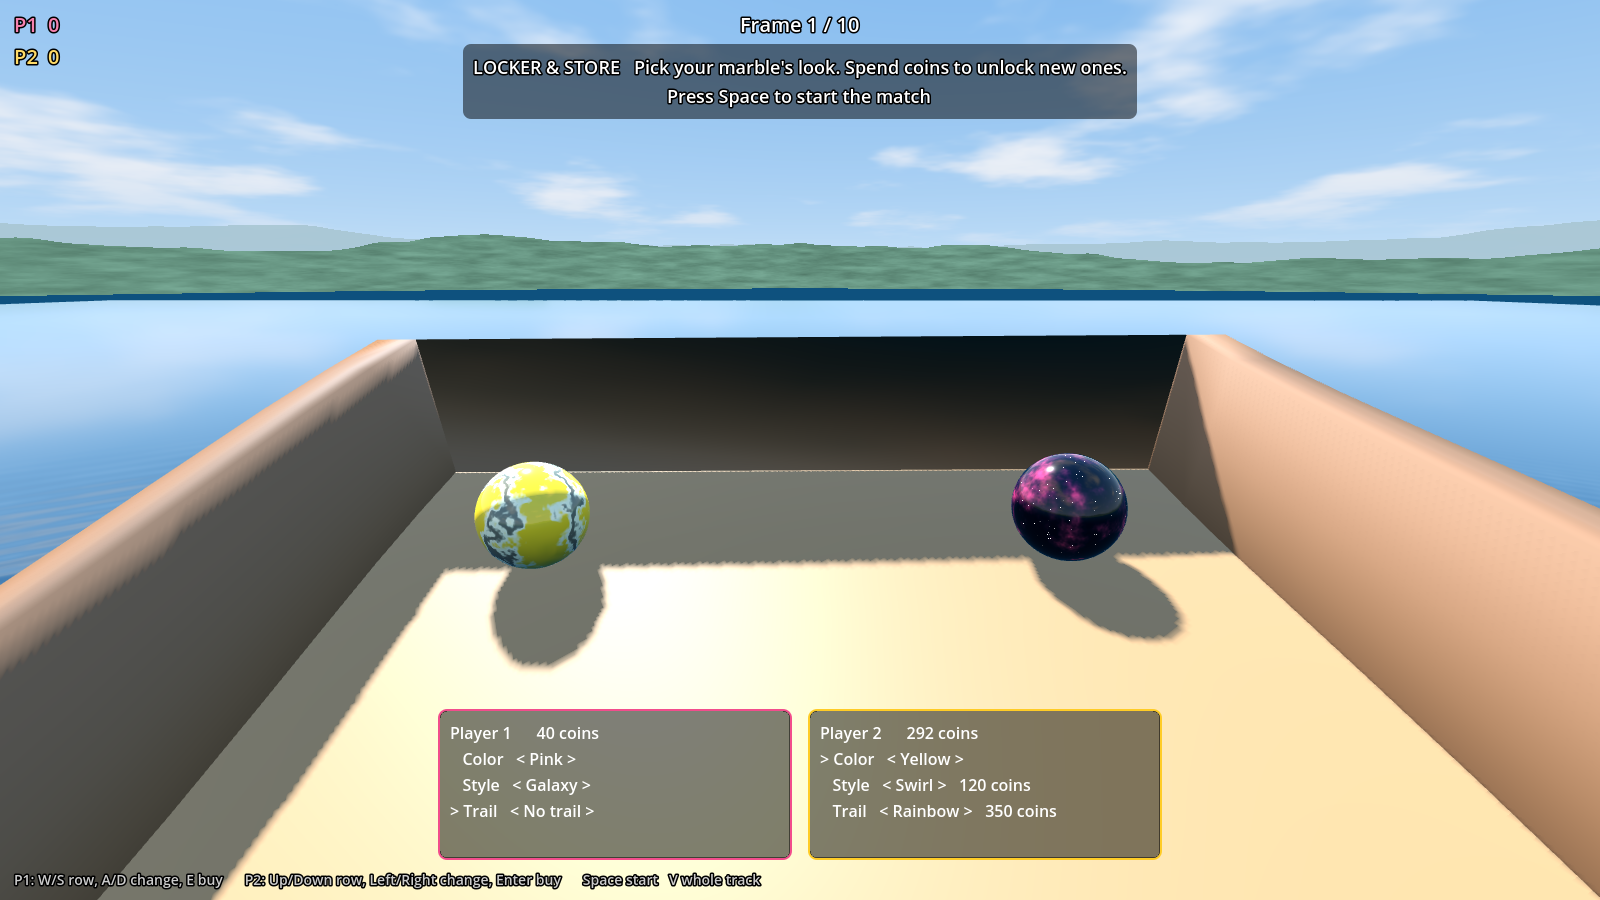 P1 0
P2 0
Frame 1 / 10
LOCKER & STORE Pick your marble's look. Spend coins to unlock new ones.
Press Space to start the match
Player 1 40 coins
Color < Pink >
Style < Galaxy >
> Trail < No trail >
Player 2 292 coins
> Color < Yellow >
Style < Swirl > 120 coins
Trail < Rainbow > 350 coins
P1: W/S row, A/D change, E buy P2: Up/Down row, Left/Right change, Enter buy Space start V whole track